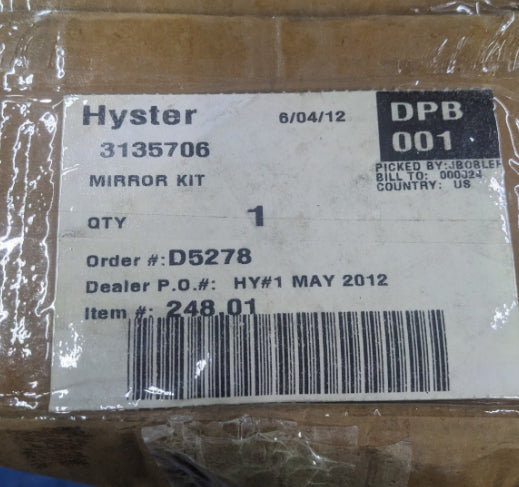 Hyster
6/04/12
DPB
001
3135706
PICKED BY:JBOBLEF
BILL TO: 000024
COUNTRY: US
MIRROR KIT
QTY 1
Order #:D5278
Dealer P.O.#: HY#1 MAY 2012
Item #: 248.01